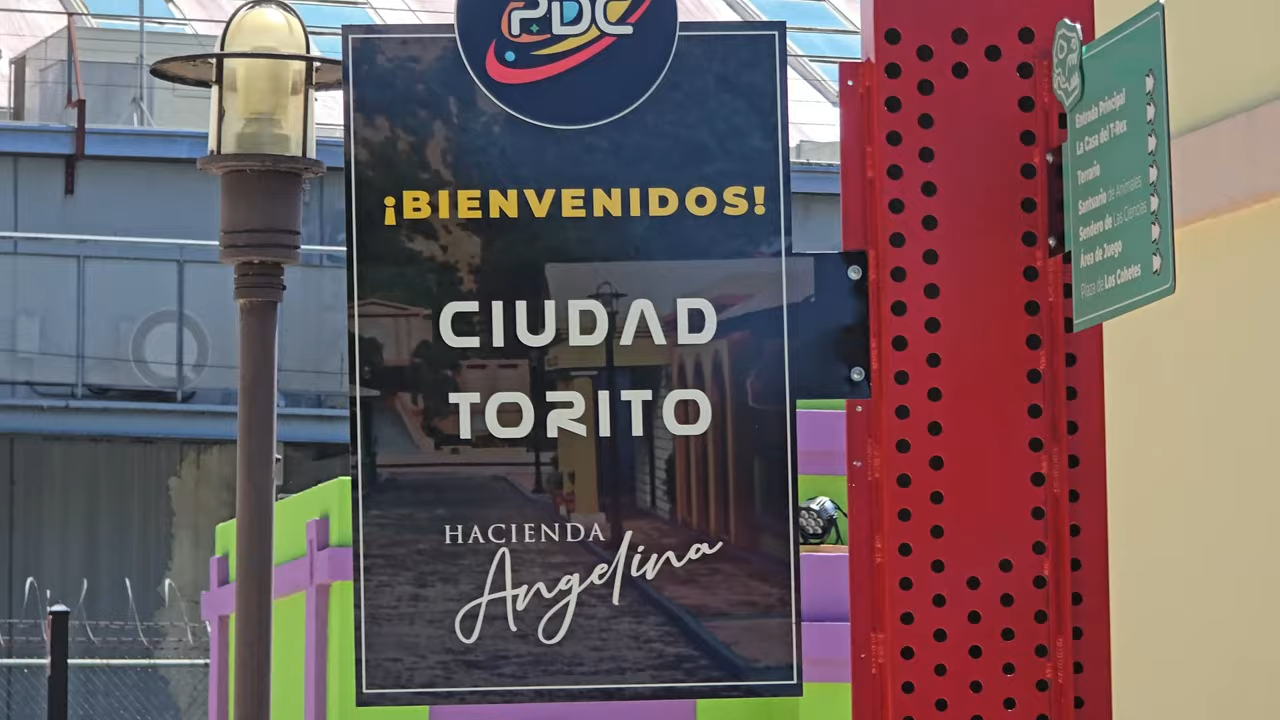 PDC
¡BIENVENIDOS!
CIUDAD
TORITO
HACIENDA
Angelina
Entrada Principal
La Casa del T-Rex
Terrario
Santuario de Animales
Sendero de Las Ciencias
Área de Juego
Plaza de Los Cohetes